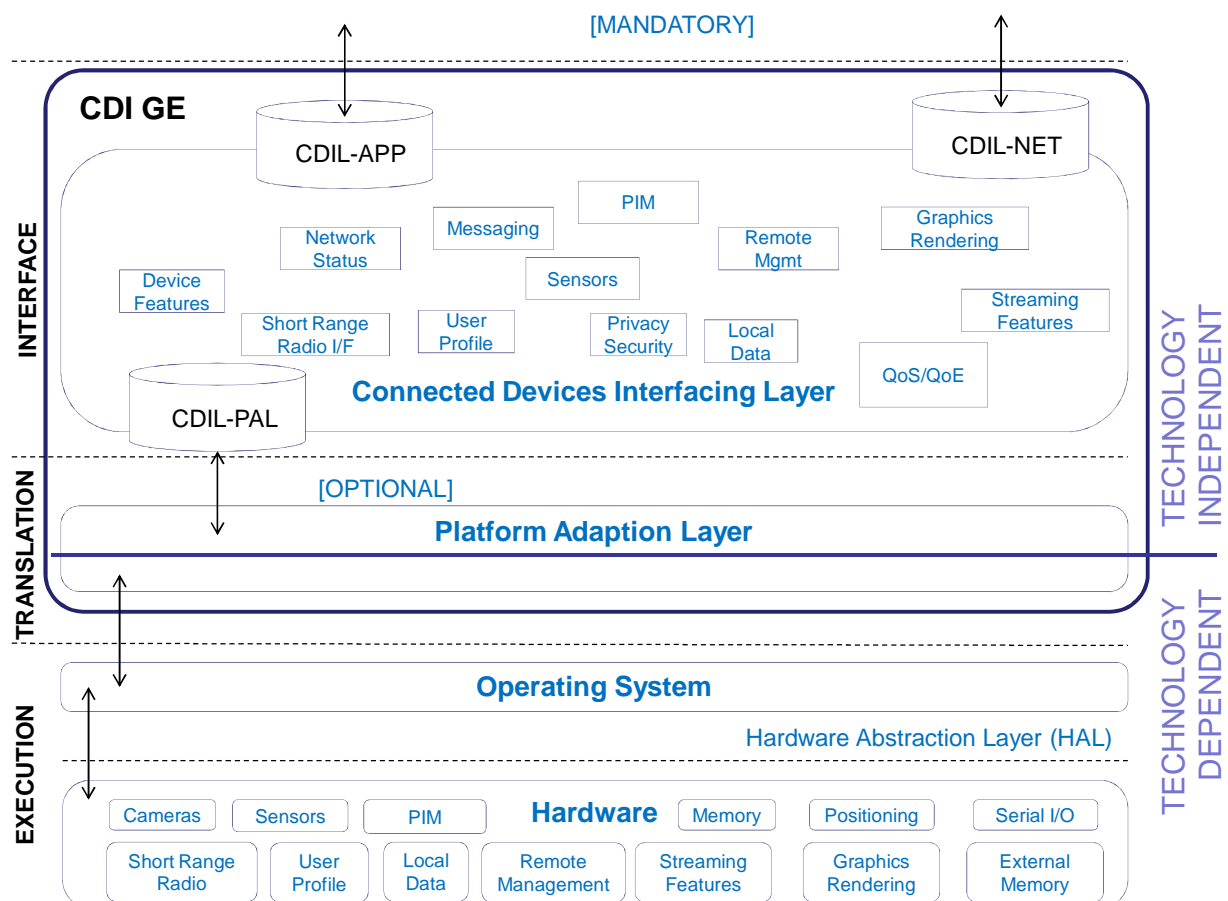 [MANDATORY]
CDI GE
CDIL-APP
CDIL-NET
INTERFACE
PIM
Messaging
Graphics
Rendering
Network
Status
Remote
Mgmt
Sensors
Device
Features
Streaming
Features
Short Range
Radio I/F
User
Profile
Privacy
Security
Local
Data
QoS/QoE
Connected Devices Interfacing Layer
CDIL-PAL
TECHNOLOGY
INDEPENDENT
TRANSLATION
[OPTIONAL]
Platform Adaption Layer
TECHNOLOGY
DEPENDENT
EXECUTION
Operating System
Hardware Abstraction Layer (HAL)
Hardware
Cameras
Sensors
PIM
Memory
Positioning
Serial I/O
Short Range
Radio
User
Profile
Local
Data
Remote
Management
Streaming
Features
Graphics
Rendering
External
Memory